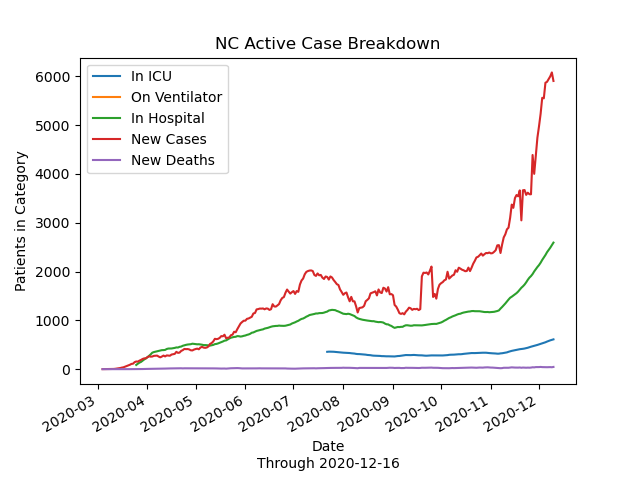 NC Active Case Breakdown
In ICU
On Ventilator
In Hospital
New Cases
New Deaths
Patients in Category
6000
5000
4000
3000
2000
1000
0
2020-03
2020-04
2020-05
2020-06
2020-07
2020-08
2020-09
2020-10
2020-11
2020-12
Date
Through 2020-12-16